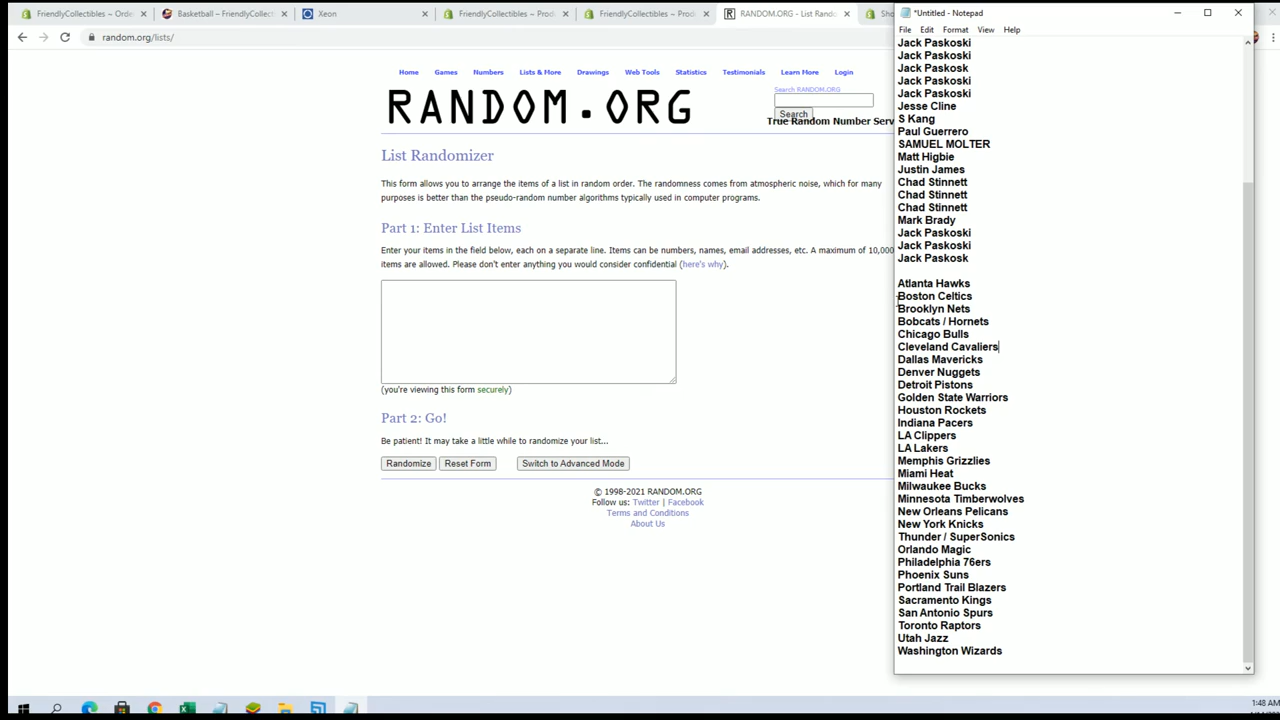 FriendlyCollectibles ~ Orde
Basketball – FriendlyCollect
Xeon
FriendlyCollectibles ~ Prod
FriendlyCollectibles ~ Prod
RANDOM.ORG - List Rando
Sho
random.org/lists/
Home Games Numbers Lists & More Drawings Web Tools Statistics Testimonials Learn More Login
RANDOM.ORG
Search RANDOM.ORG
Search
True Random Number Serv
List Randomizer
This form allows you to arrange the items of a list in random order. The randomness comes from atmospheric noise, which for many
purposes is better than the pseudo-random number algorithms typically used in computer programs.
Part 1: Enter List Items
Enter your items in the field below, each on a separate line. Items can be numbers, names, email addresses, etc. A maximum of 10,000
items are allowed. Please don't enter anything you would consider confidential (here's why).
(you're viewing this form securely)
Part 2: Go!
Be patient! It may take a little while to randomize your list...
Randomize Reset Form Switch to Advanced Mode
© 1998-2021 RANDOM.ORG
Follow us: Twitter | Facebook
Terms and Conditions
About Us
*Untitled - Notepad
File Edit Format View Help
Jack Paskoski
Jack Paskoski
Jack Paskosk
Jack Paskoski
Jack Paskoski
Jesse Cline
S Kang
Paul Guerrero
SAMUEL MOLTER
Matt Higbie
Justin James
Chad Stinnett
Chad Stinnett
Chad Stinnett
Mark Brady
Jack Paskoski
Jack Paskoski
Jack Paskosk
Atlanta Hawks
Boston Celtics
Brooklyn Nets
Bobcats / Hornets
Chicago Bulls
Cleveland Cavaliers
Dallas Mavericks
Denver Nuggets
Detroit Pistons
Golden State Warriors
Houston Rockets
Indiana Pacers
LA Clippers
LA Lakers
Memphis Grizzlies
Miami Heat
Milwaukee Bucks
Minnesota Timberwolves
New Orleans Pelicans
New York Knicks
Thunder / SuperSonics
Orlando Magic
Philadelphia 76ers
Phoenix Suns
Portland Trail Blazers
Sacramento Kings
San Antonio Spurs
Toronto Raptors
Utah Jazz
Washington Wizards
1:48 AM